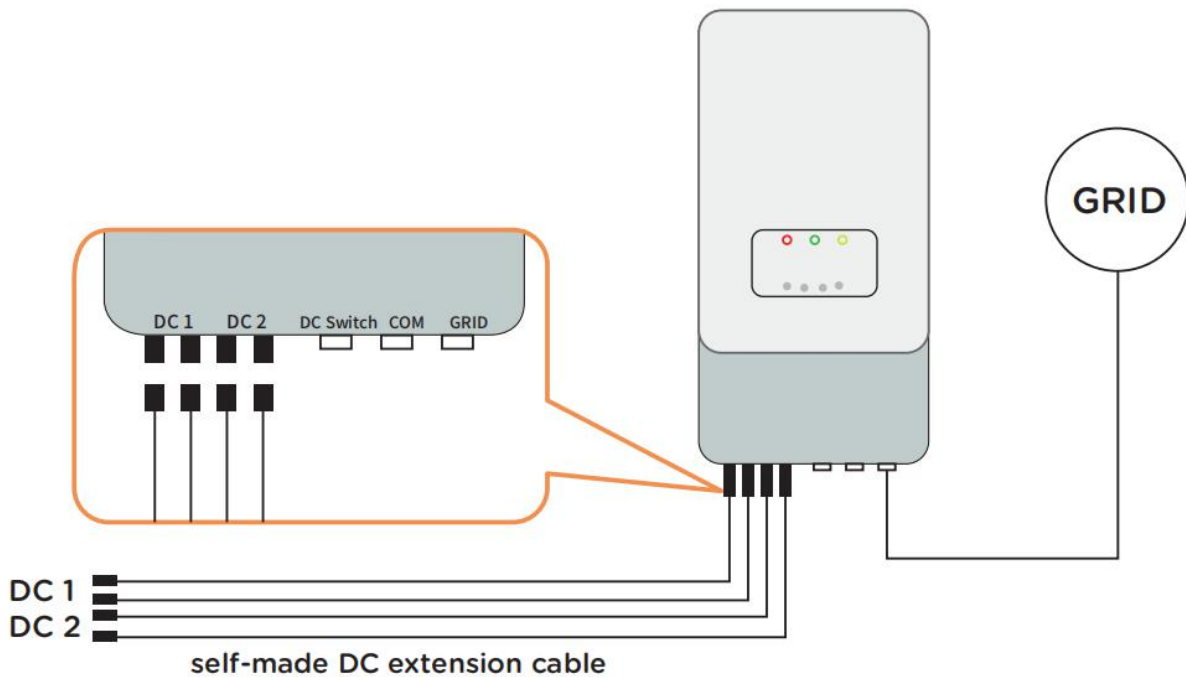 GRID
DC 1 DC 2 DC Switch COM GRID
DC 1
DC 2
self-made DC extension cable